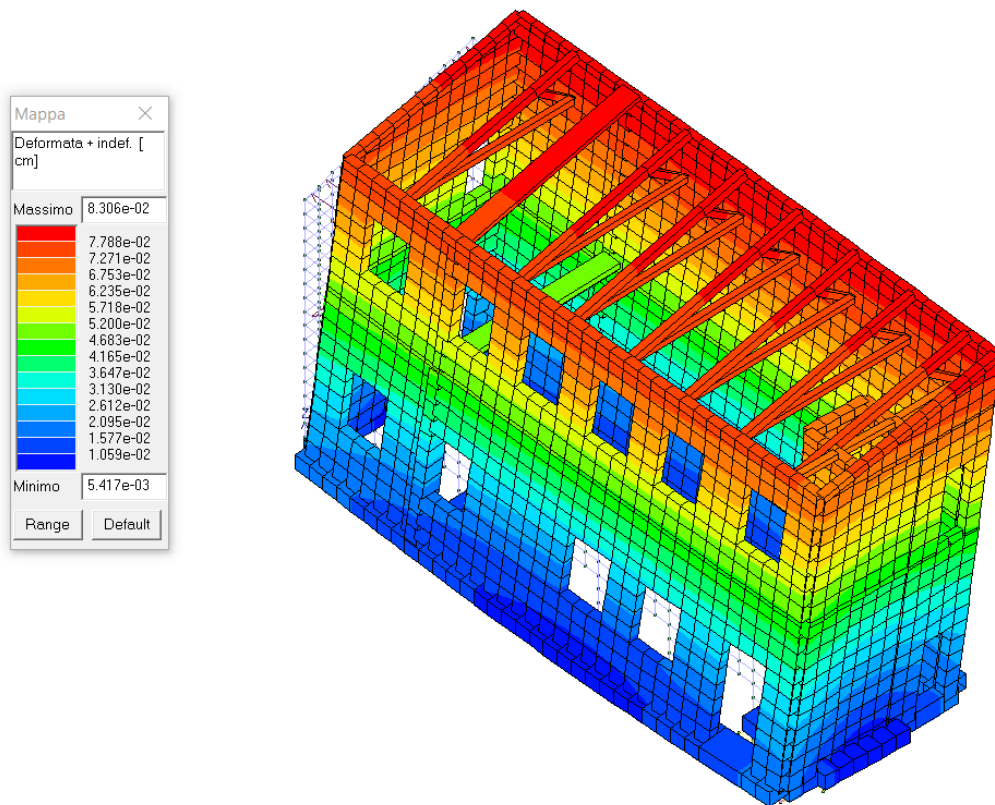 Mappa
Deformata + indef. [
cm]
Massimo 8.306e-02
7.788e-02
7.271e-02
6.753e-02
6.235e-02
5.718e-02
5.200e-02
4.683e-02
4.165e-02
3.647e-02
3.130e-02
2.612e-02
2.095e-02
1.577e-02
1.059e-02
Minimo 5.417e-03
Range Default